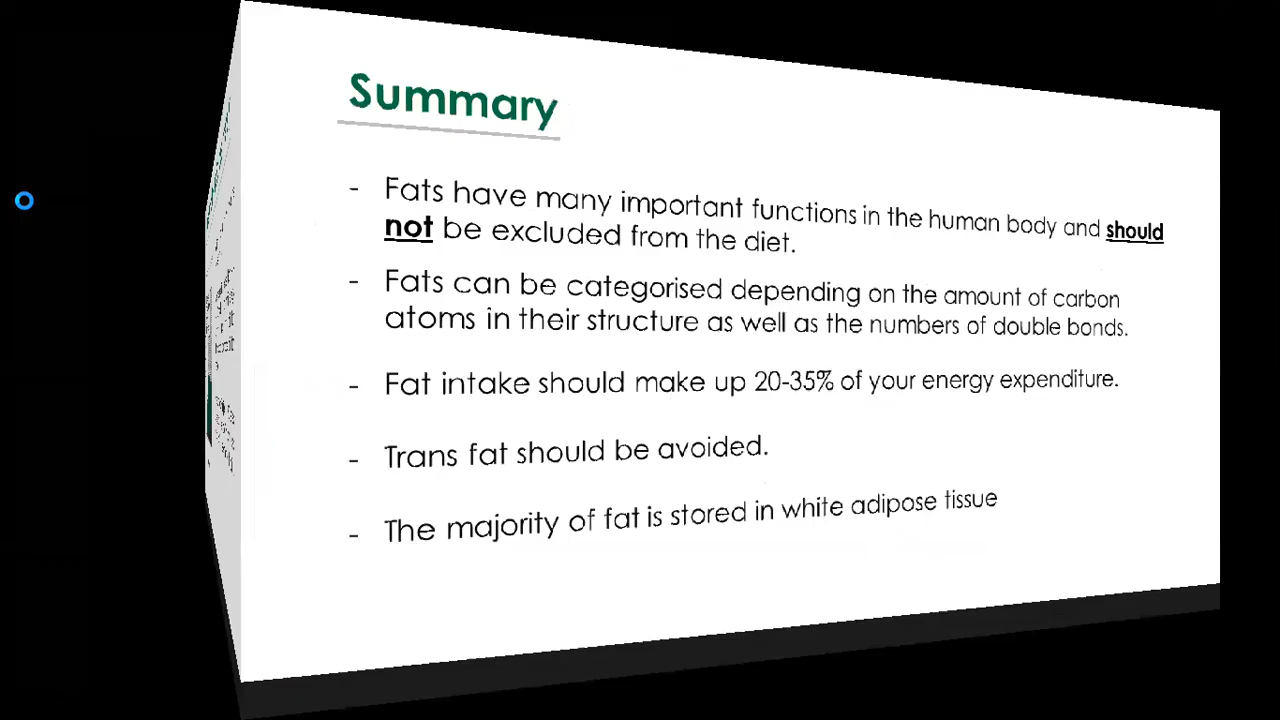 Summary
- Fats have many important functions in the human body and should
not be excluded from the diet.
- Fats can be categorised depending on the amount of carbon
atoms in their structure as well as the numbers of double bonds.
- Fat intake should make up 20-35% of your energy expenditure.
- Trans fat should be avoided.
- The majority of fat is stored in white adipose tissue